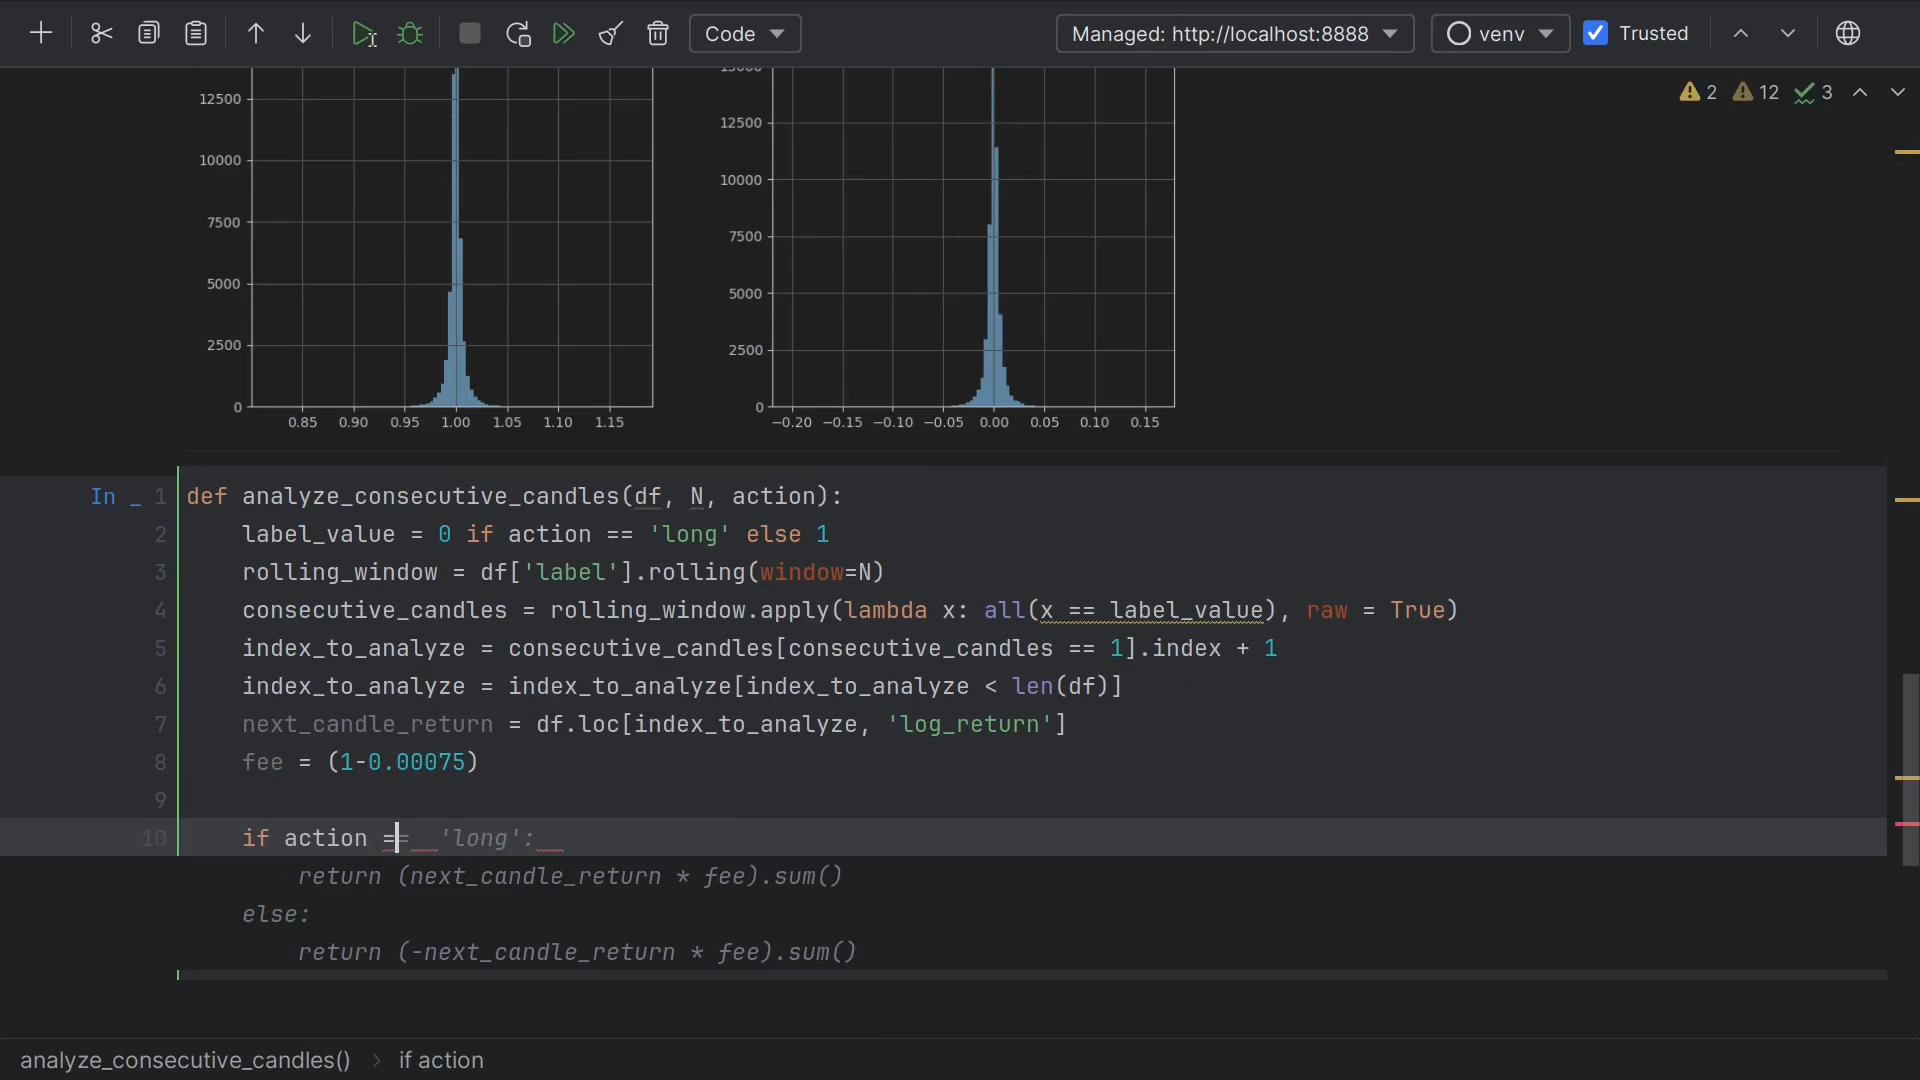 Code
Managed: http://localhost:8888
venv
Trusted
2 12 3
12500
10000
7500
5000
2500
0
0.85 0.90 0.95 1.00 1.05 1.10 1.15
15000
12500
10000
7500
5000
2500
0
−0.20 −0.15 −0.10 −0.05 0.00 0.05 0.10 0.15
In _ 1 def analyze_consecutive_candles(df, N, action):
2 label_value = 0 if action == 'long' else 1
3 rolling_window = df['label'].rolling(window=N)
4 consecutive_candles = rolling_window.apply(lambda x: all(x == label_value), raw = True)
5 index_to_analyze = consecutive_candles[consecutive_candles == 1].index + 1
6 index_to_analyze = index_to_analyze[index_to_analyze < len(df)]
7 next_candle_return = df.loc[index_to_analyze, 'log_return']
8 fee = (1-0.00075)
9
10 if action == 'long':
return (next_candle_return * fee).sum()
else:
return (-next_candle_return * fee).sum()
analyze_consecutive_candles() > if action